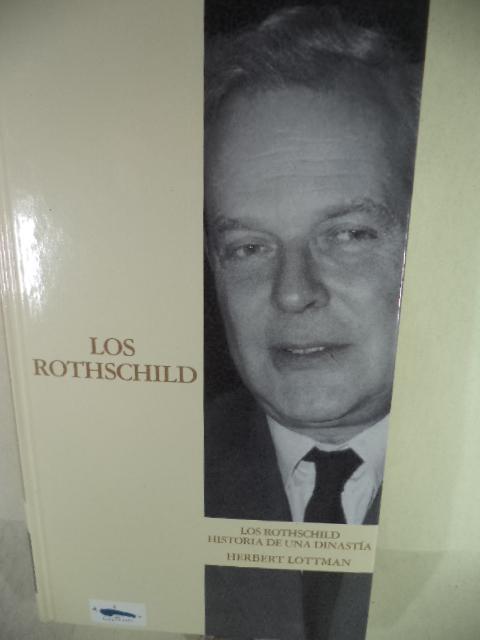 LOS
ROTHSCHILD
LOS ROTHSCHILD
HISTORIA DE UNA DINASTÍA
HERBERT LOTTMAN